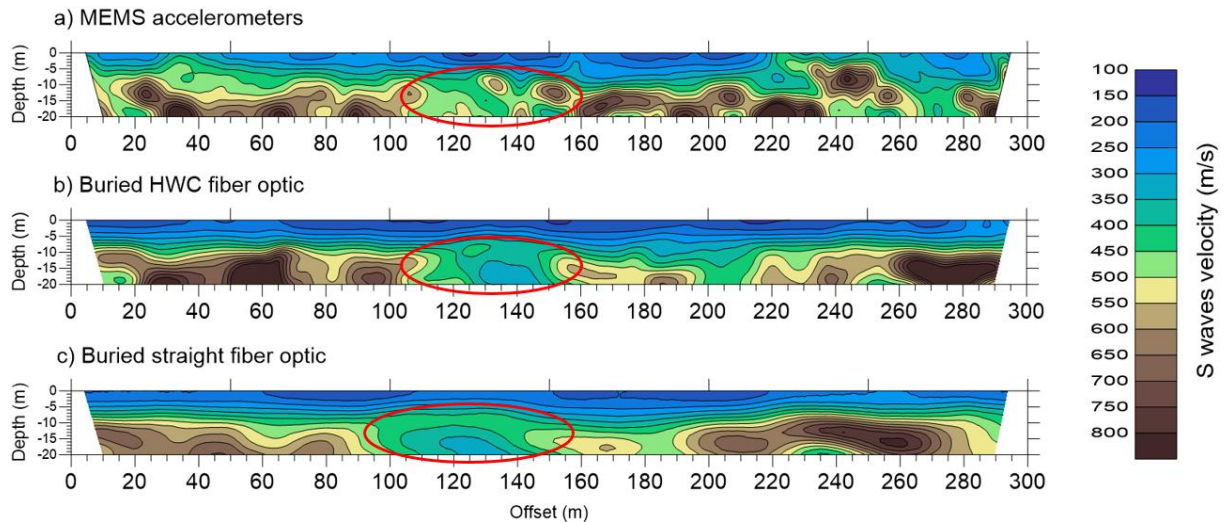 a) MEMS accelerometers
Depth (m)
0
-5
-10
-15
-20
0 20 40 60 80 100 120 140 160 180 200 220 240 260 280 300
b) Buried HWC fiber optic
Depth (m)
0
-5
-10
-15
-20
0 20 40 60 80 100 120 140 160 180 200 220 240 260 280 300
c) Buried straight fiber optic
Depth (m)
0
-5
-10
-15
-20
0 20 40 60 80 100 120 140 160 180 200 220 240 260 280 300
Offset (m)
100
150
200
250
300
350
400
450
500
550
600
650
700
750
800
S waves velocity (m/s)